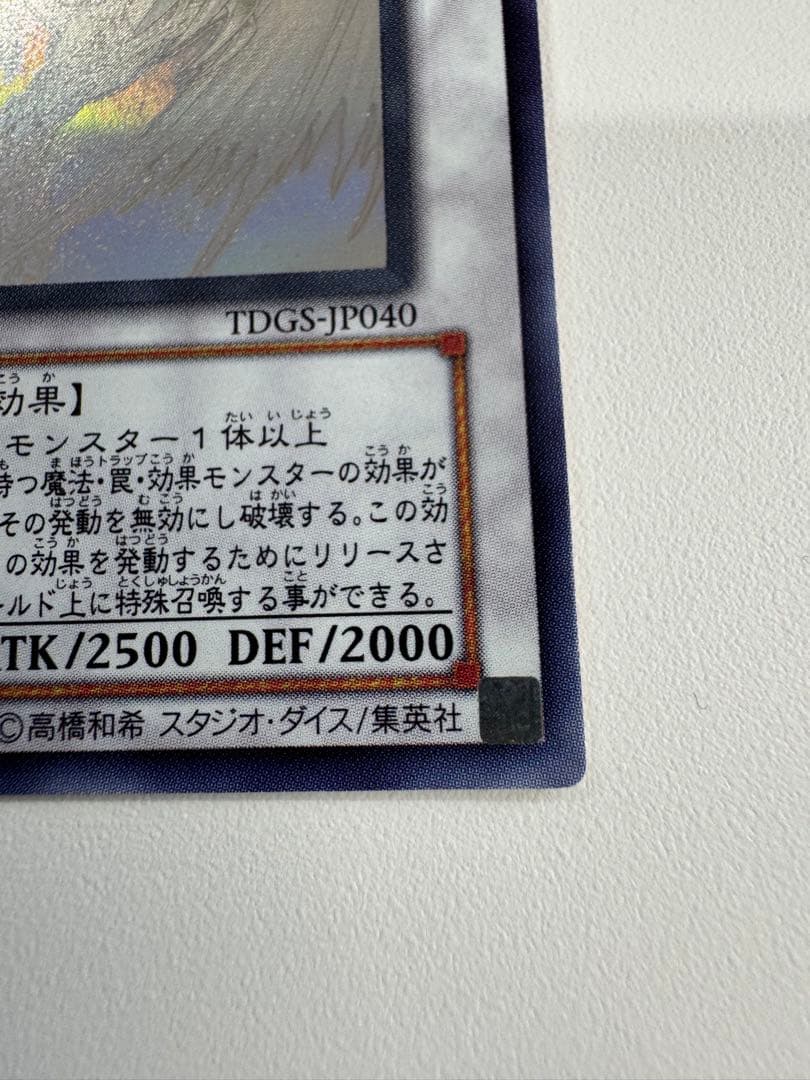 TDGS-JP040
効果】
モンスター1体以上
持つ魔法・罠・効果モンスターの効果が
その発動を無効にし破壊する。この効
の効果を発動するためにリリースさ
ールド上に特殊召喚する事ができる。
ATK/2500 DEF/2000
©高橋和希 スタジオ・ダイス/集英社